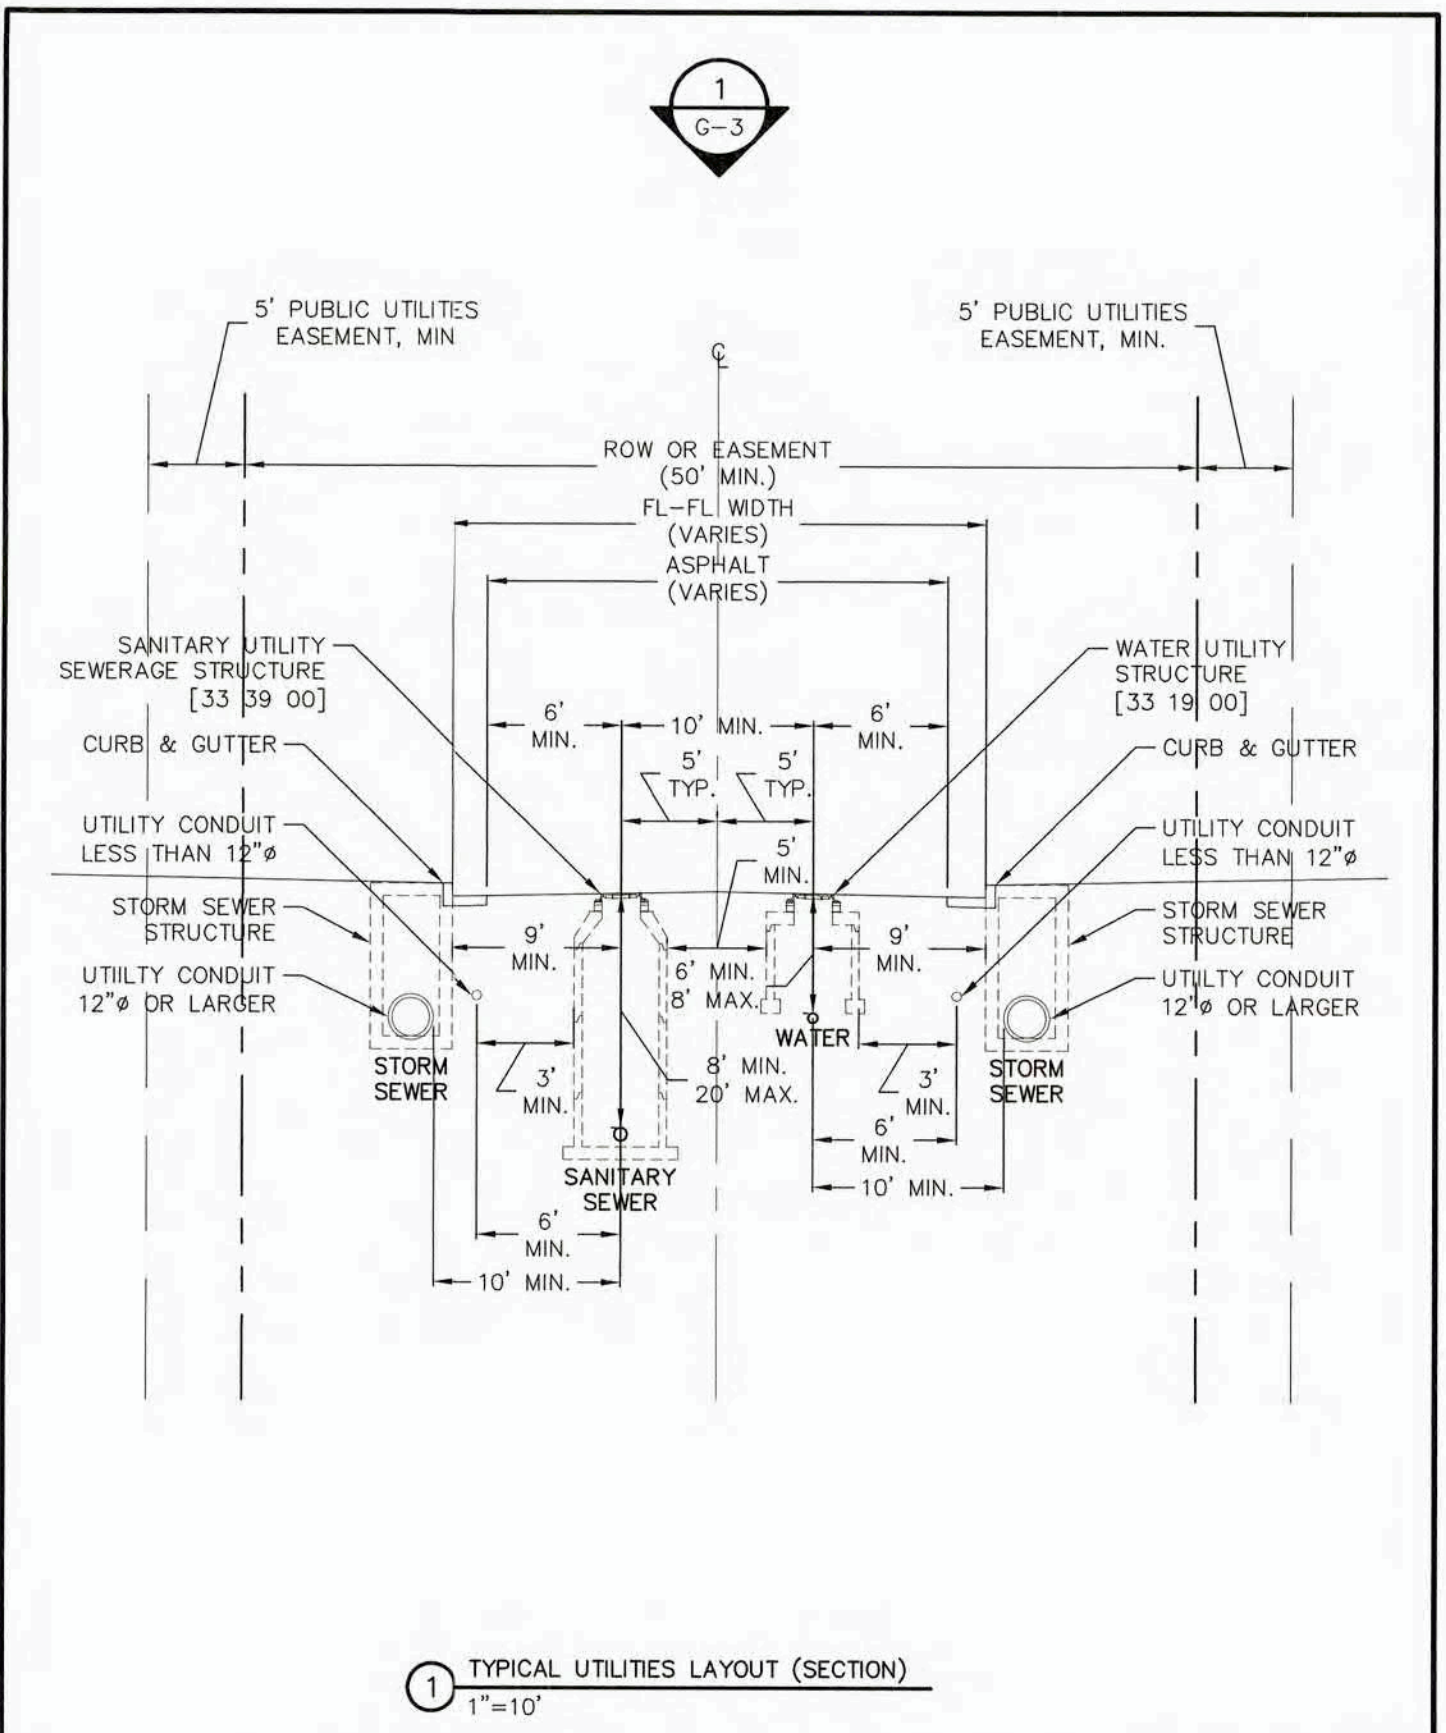 1
G-3
5' PUBLIC UTILITIES
EASEMENT, MIN
5' PUBLIC UTILITIES
EASEMENT, MIN.
℄
ROW OR EASEMENT
(50' MIN.)
FL-FL WIDTH
(VARIES)
ASPHALT
(VARIES)
SANITARY UTILITY
SEWERAGE STRUCTURE
[33 39 00]
WATER UTILITY
STRUCTURE
[33 19 00]
6'
MIN.
10' MIN.
6'
MIN.
CURB & GUTTER
CURB & GUTTER
5'
TYP.
5'
TYP.
UTILITY CONDUIT
LESS THAN 12"ø
5'
MIN.
UTILITY CONDUIT
LESS THAN 12"ø
STORM SEWER
STRUCTURE
STORM SEWER
STRUCTURE
9'
MIN.
9'
MIN.
6' MIN.
8' MAX.
UTIILTY CONDUIT
12"ø OR LARGER
UTIILTY CONDUIT
12'ø OR LARGER
WATER
STORM
SEWER
STORM
SEWER
3'
MIN.
8' MIN.
20' MAX.
3'
MIN.
6'
MIN.
10' MIN.
SANITARY
SEWER
6'
MIN.
10' MIN.
1
TYPICAL UTILITIES LAYOUT (SECTION)
1"=10'